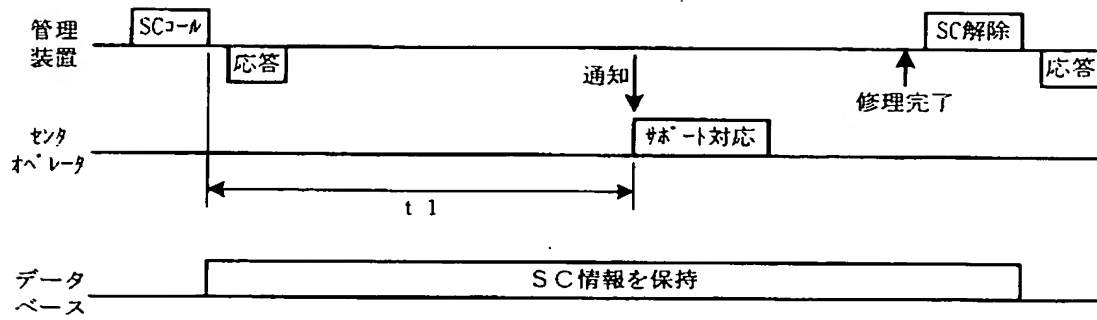 管理
装置
SCコール
応答
通知
SC解除
応答
修理完了
センタ
オペレータ
サポート対応
t 1
データ
ベース
SC情報を保持